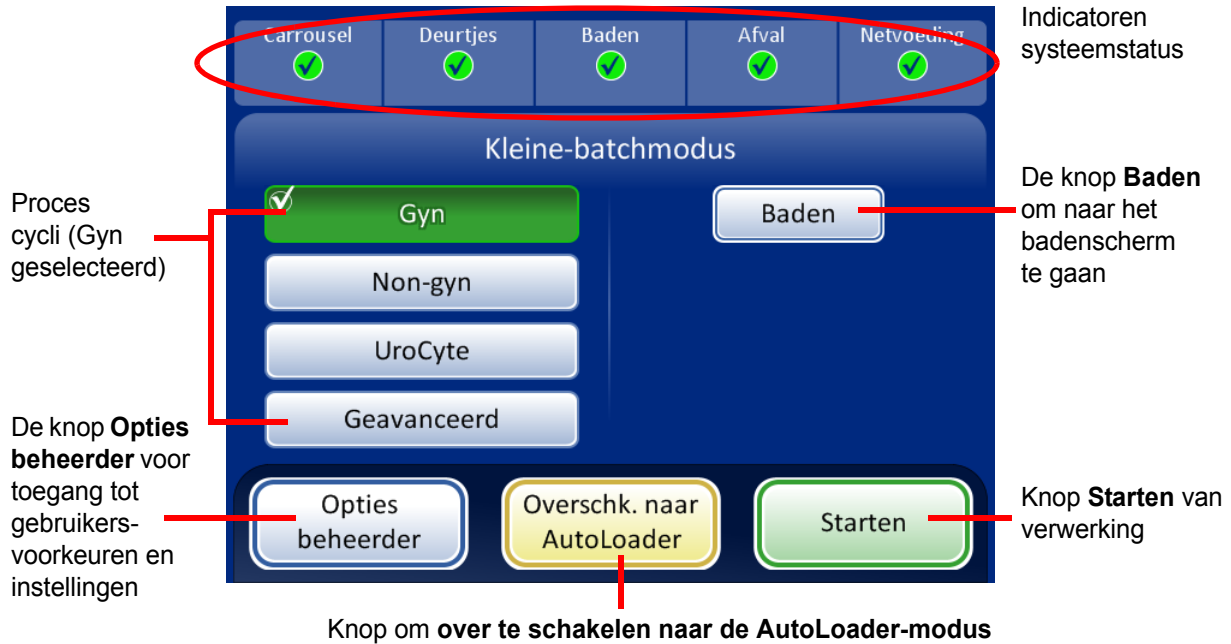 Carrousel
Deurtjes
Baden
Afval
Netvoeding
Indicatoren
systeemstatus
Kleine-batchmodus
Proces
cycli (Gyn
geselecteerd)
Gyn
Non-gyn
UroCyte
Geavanceerd
Baden
De knop Baden
om naar het
badenscherm
te gaan
De knop Opties
beheerder voor
toegang tot
gebruikers-
voorkeuren en
instellingen
Opties
beheerder
Overschk. naar
AutoLoader
Starten
Knop Starten van
verwerking
Knop om over te schakelen naar de AutoLoader-modus